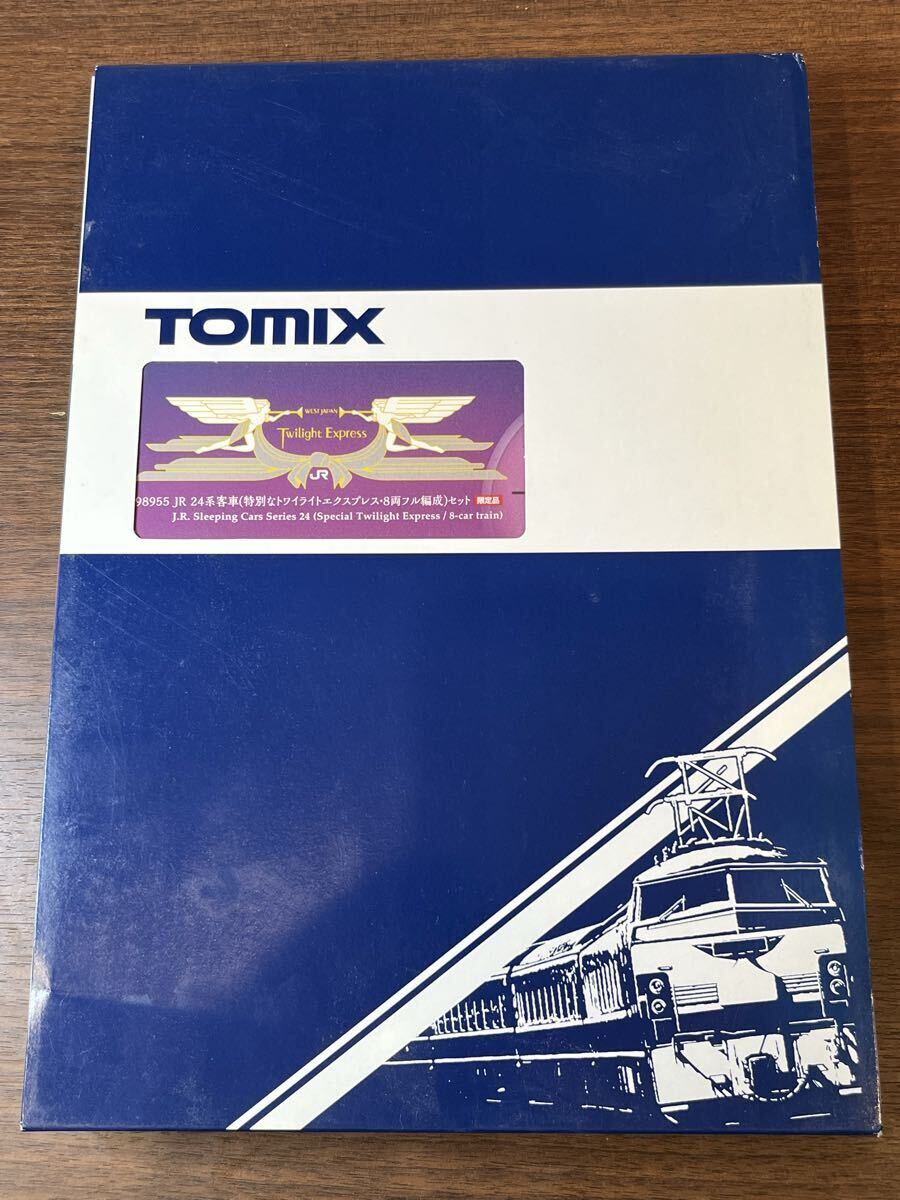 TOMIX
WEST JAPAN
Twilight Express
JR
98955 JR 24系客車(特別なトワイライトエクスプレス・8両フル編成)セット 限定品
J.R. Sleeping Cars Series 24 (Special Twilight Express / 8-car train)